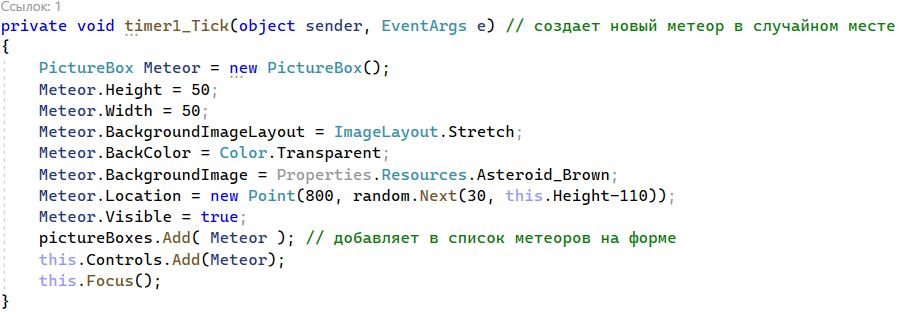 Ссылок: 1
private void timer1_Tick(object sender, EventArgs e) // создает новый метеор в случайном месте
{
PictureBox Meteor = new PictureBox();
Meteor.Height = 50;
Meteor.Width = 50;
Meteor.BackgroundImageLayout = ImageLayout.Stretch;
Meteor.BackColor = Color.Transparent;
Meteor.BackgroundImage = Properties.Resources.Asteroid_Brown;
Meteor.Location = new Point(800, random.Next(30, this.Height-110));
Meteor.Visible = true;
pictureBoxes.Add( Meteor ); // добавляет в список метеоров на форме
this.Controls.Add(Meteor);
this.Focus();
}